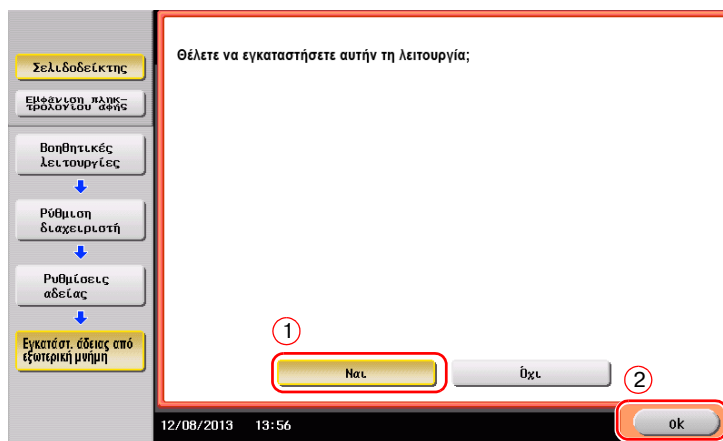 Σελιδοδείκτης
Εμφάνιση πληκ-
τρολογίου αφής
Βοηθητικές
λειτουργίες
Ρύθμιση
διαχειριστή
Ρυθμίσεις
αδείας
Εγκατάστ. άδειας από
εξωτερική μνήμη
Θέλετε να εγκαταστήσετε αυτήν τη λειτουργία;
1
Ναι
Όχι
2
12/08/2013 13:56
ok